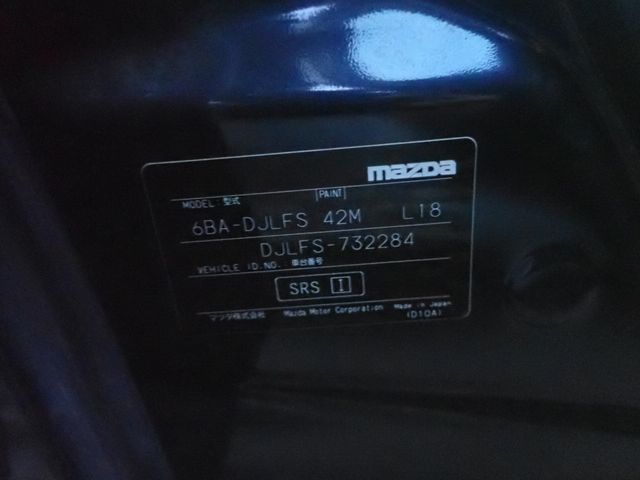 mazda
MODEL 型式 PAINT
6BA-DJLFS 42M L18
DJLFS-732284
VEHICLE ID.NO. 車台番号
SRS I
マツダ株式会社 Mazda Motor Corporation Made in Japan
(D10A)